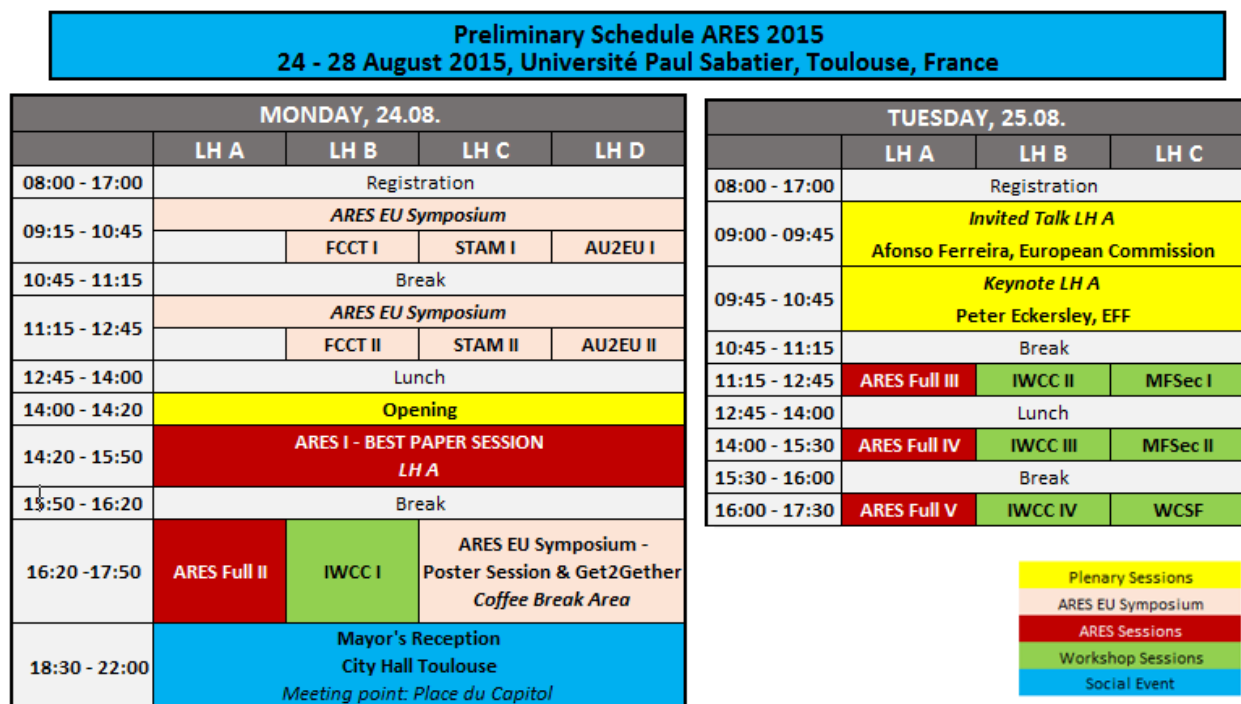 Preliminary Schedule ARES 2015
24 - 28 August 2015, Université Paul Sabatier, Toulouse, France
MONDAY, 24.08.
LH A LH B LH C LH D
08:00 - 17:00 Registration
09:15 - 10:45 ARES EU Symposium
FCCT I STAM I AU2EU I
10:45 - 11:15 Break
11:15 - 12:45 ARES EU Symposium
FCCT II STAM II AU2EU II
12:45 - 14:00 Lunch
14:00 - 14:20 Opening
14:20 - 15:50 ARES I - BEST PAPER SESSION
LH A
15:50 - 16:20 Break
16:20 -17:50 ARES Full II IWCC I ARES EU Symposium -
Poster Session & Get2Gether
Coffee Break Area
18:30 - 22:00 Mayor's Reception
City Hall Toulouse
Meeting point: Place du Capitol
TUESDAY, 25.08.
LH A LH B LH C
08:00 - 17:00 Registration
09:00 - 09:45 Invited Talk LH A
Afonso Ferreira, European Commission
09:45 - 10:45 Keynote LH A
Peter Eckersley, EFF
10:45 - 11:15 Break
11:15 - 12:45 ARES Full III IWCC II MFSec I
12:45 - 14:00 Lunch
14:00 - 15:30 ARES Full IV IWCC III MFSec II
15:30 - 16:00 Break
16:00 - 17:30 ARES Full V IWCC IV WCSF
Plenary Sessions
ARES EU Symposium
ARES Sessions
Workshop Sessions
Social Event